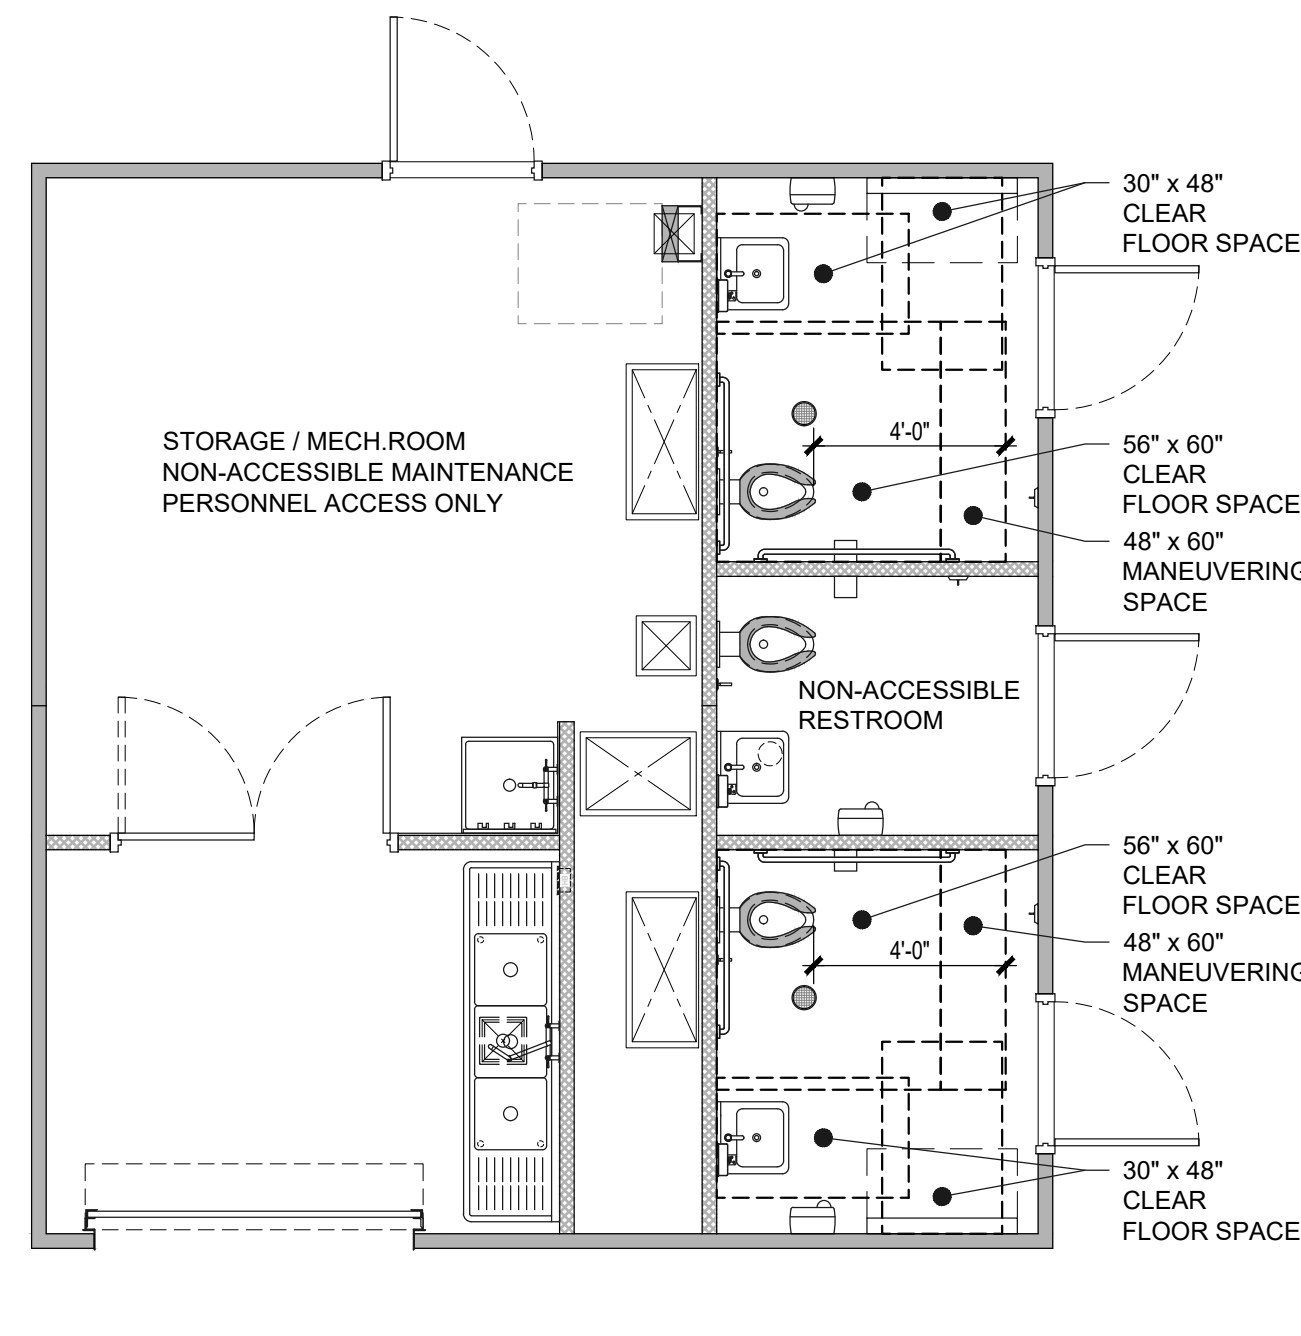 30" x 48"
CLEAR
FLOOR SPACE
STORAGE / MECH.ROOM
NON-ACCESSIBLE MAINTENANCE
PERSONNEL ACCESS ONLY
4'-0"
56" x 60"
CLEAR
FLOOR SPACE
48" x 60"
MANEUVERING
SPACE
NON-ACCESSIBLE
RESTROOM
56" x 60"
CLEAR
FLOOR SPACE
4'-0"
48" x 60"
MANEUVERING
SPACE
30" x 48"
CLEAR
FLOOR SPACE